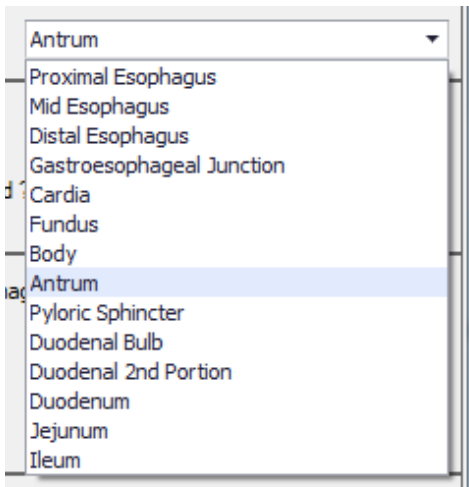 Antrum
Proximal Esophagus
Mid Esophagus
Distal Esophagus
Gastroesophageal Junction
d ?
Cardia
Fundus
Body
Antrum
Pyloric Sphincter
Duodenal Bulb
Duodenal 2nd Portion
Duodenum
Jejunum
Ileum